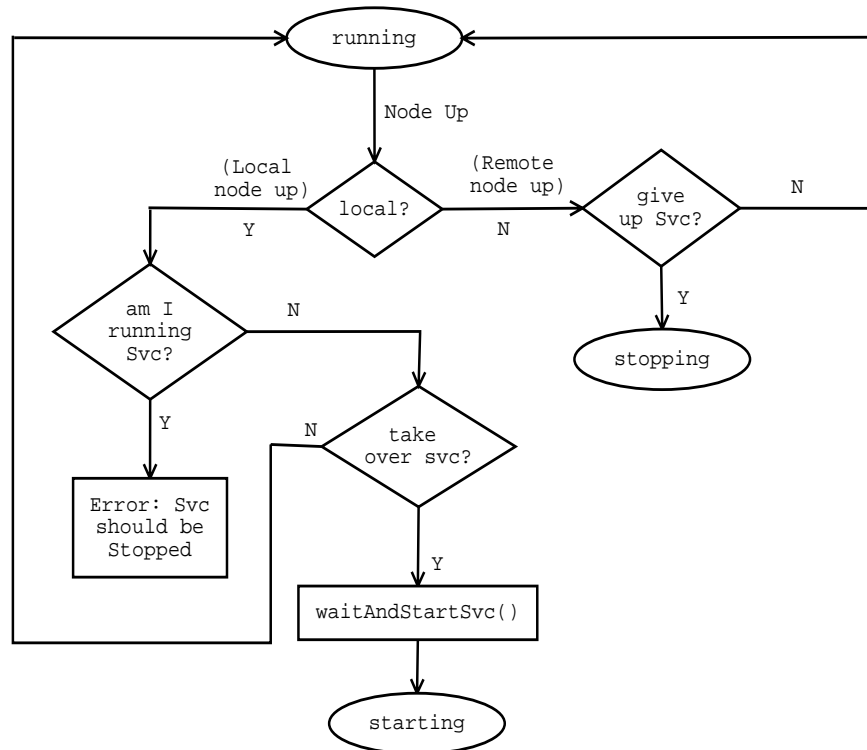 running
Node Up
(Local
node up)
(Remote
node up)
local?
Y
N
give
up Svc?
N
Y
stopping
am I
running
Svc?
N
Y
Error: Svc
should be
Stopped
take
over svc?
N
Y
waitAndStartSvc()
starting